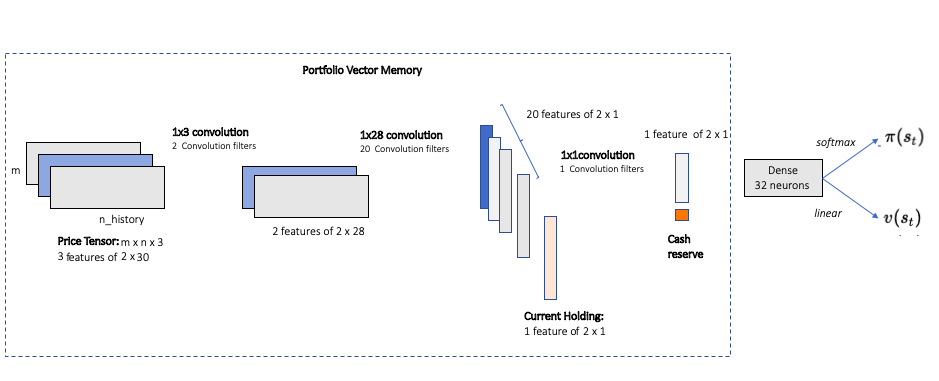 Portfolio Vector Memory
m
n_history
Price Tensor: m x n x 3
3 features of 2 x 30
1x3 convolution
2 Convolution filters
2 features of 2 x 28
1x28 convolution
20 Convolution filters
20 features of 2 x 1
1x1convolution
1 Convolution filters
Current Holding:
1 feature of 2 x 1
1 feature of 2 x 1
Cash
reserve
Dense
32 neurons
softmax
linear
π(s_t)
v(s_t)